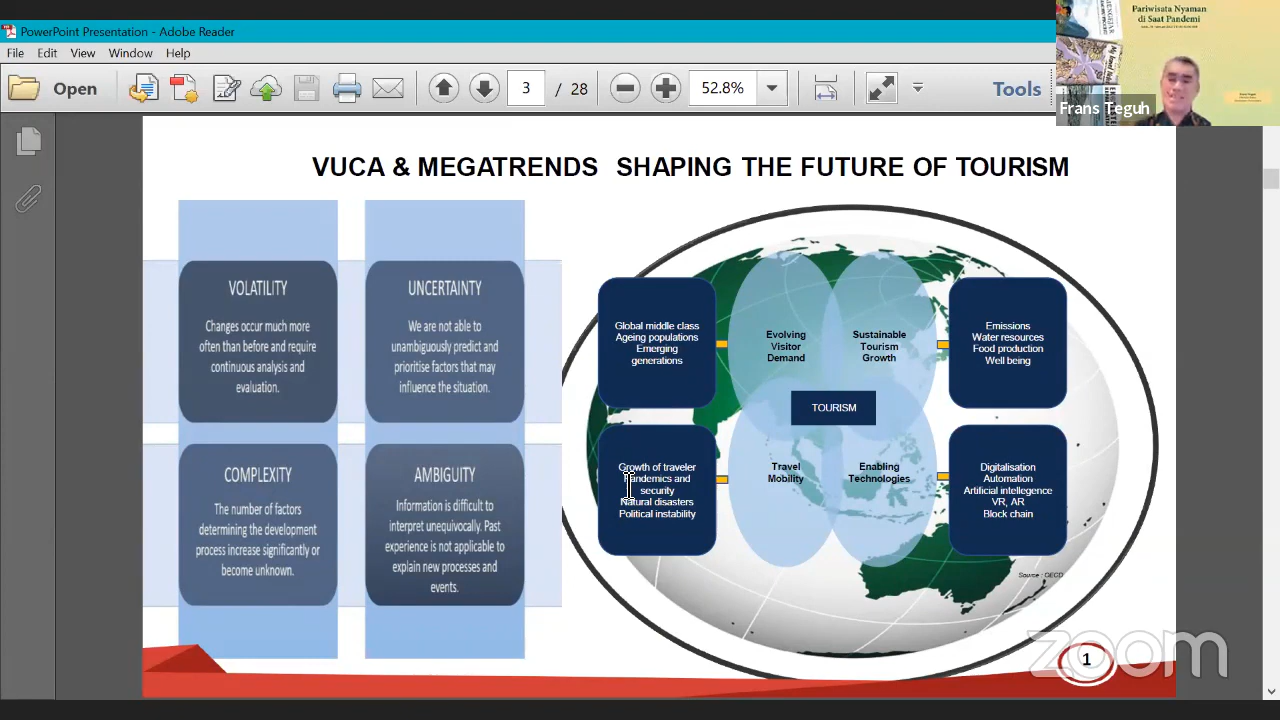 PowerPoint Presentation - Adobe Reader
File Edit View Window Help
Open
3 / 28
52.8%
Tools
Pariwisata Nyaman
di Saat Pandemi
Frans Teguh
VUCA & MEGATRENDS SHAPING THE FUTURE OF TOURISM
VOLATILITY
Changes occur much more
often than before and require
continuous analysis and
evaluation.
UNCERTAINTY
We are not able to
unambiguously predict and
prioritise factors that may
influence the situation.
COMPLEXITY
The number of factors
determining the development
process increase significantly or
become unknown.
AMBIGUITY
Information is difficult to
interpret unequivocally. Past
experience is not applicable to
explain new processes and
events.
Global middle class
Ageing populations
Emerging
generations
Evolving
Visitor
Demand
Sustainable
Tourism
Growth
Emissions
Water resources
Food production
Well being
TOURISM
Growth of traveler
Pandemics and
security
Natural disasters
Political instability
Travel
Mobility
Enabling
Technologies
Digitalisation
Automation
Artificial intellegence
VR, AR
Block chain
Source : OECD
zoom
1